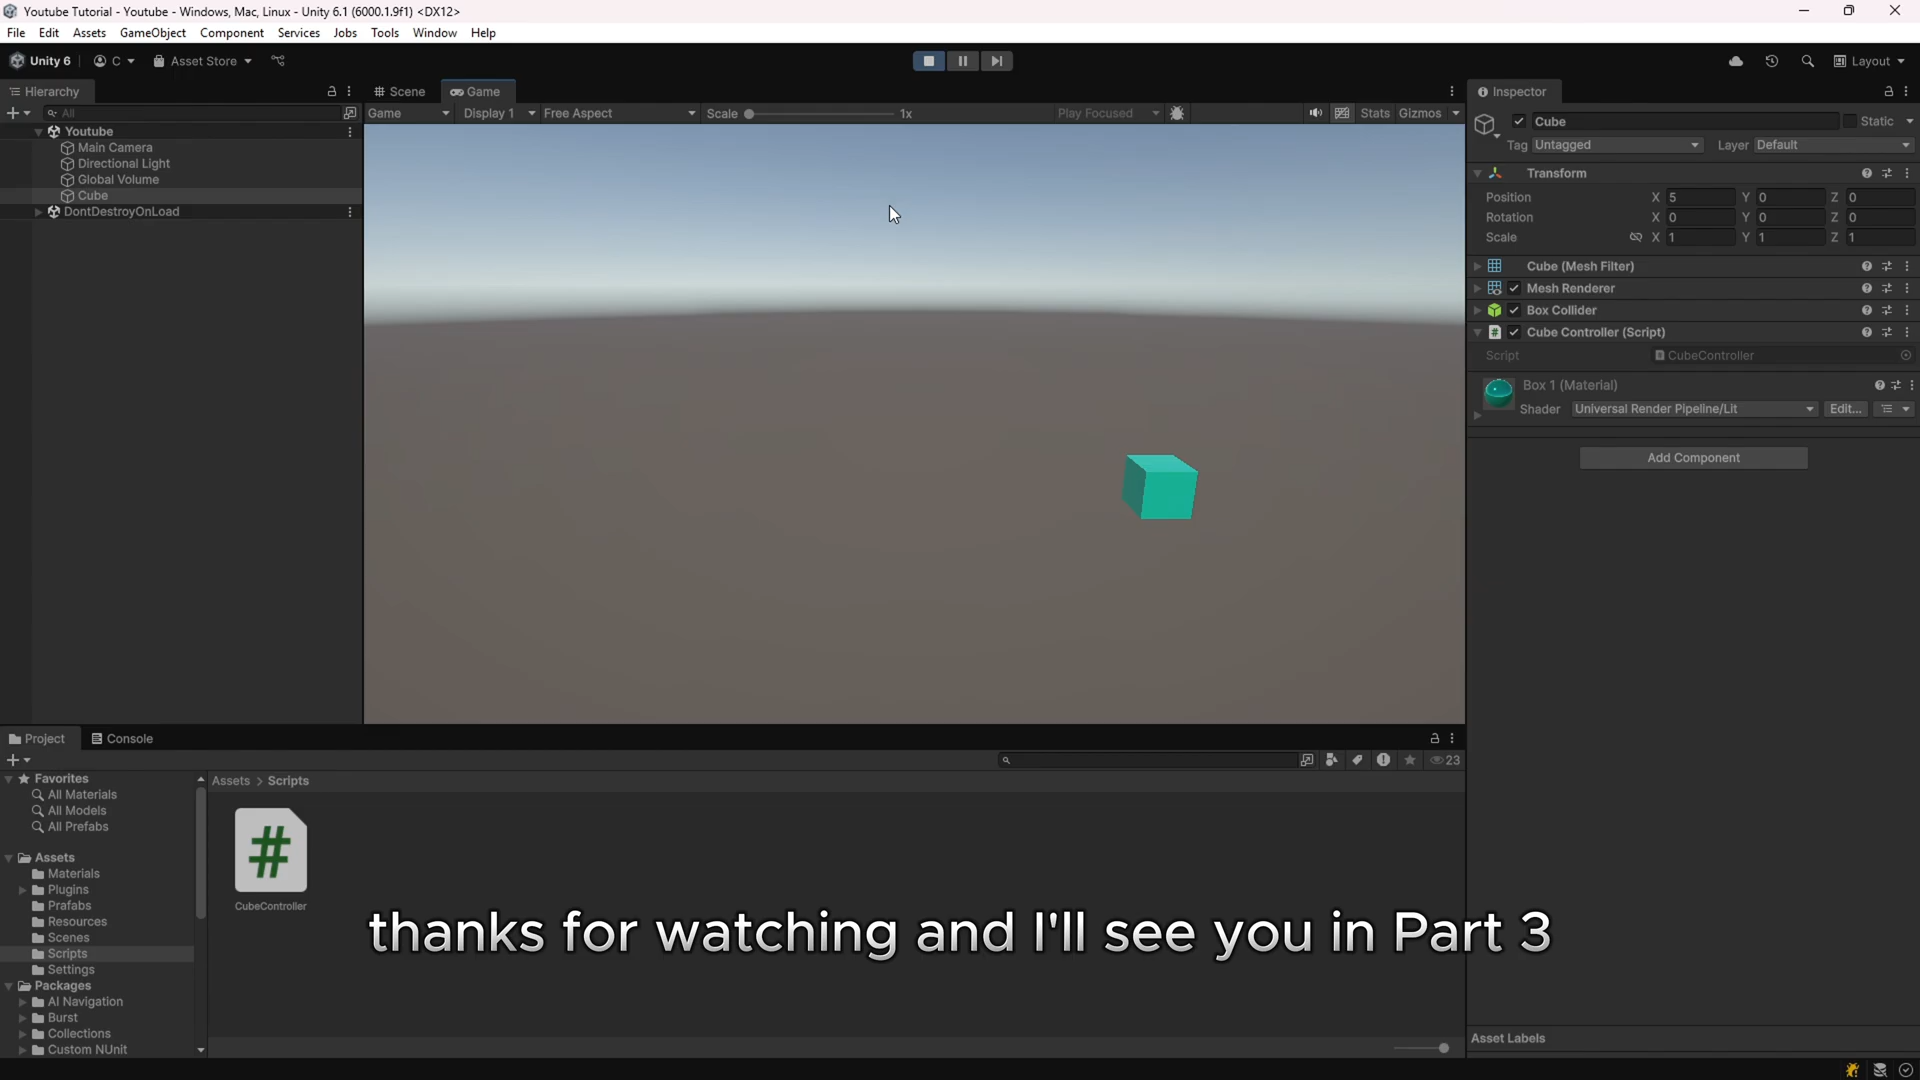 Youtube Tutorial - Youtube - Windows, Mac, Linux - Unity 6.1 (6000.1.9f1) <DX12>
File Edit Assets GameObject Component Services Jobs Tools Window Help
Unity 6 C Asset Store Layout
Hierarchy
All
Youtube
Main Camera
Directional Light
Global Volume
Cube
DontDestroyOnLoad
Scene Game
Game Display 1 Free Aspect Scale 1x Play Focused Stats Gizmos
Inspector
Cube Static
Tag Untagged Layer Default
Transform
Position X 5 Y 0 Z 0
Rotation X 0 Y 0 Z 0
Scale X 1 Y 1 Z 1
Cube (Mesh Filter)
Mesh Renderer
Box Collider
# Cube Controller (Script)
Script CubeController
Box 1 (Material)
Shader Universal Render Pipeline/Lit Edit...
Add Component
Project Console
23
Favorites
All Materials
All Models
All Prefabs
Assets
Materials
Plugins
Prefabs
Resources
Scenes
Scripts
Settings
Packages
AI Navigation
Burst
Collections
Custom NUnit
Assets > Scripts
#
CubeController
thanks for watching and I'll see you in Part 3
Asset Labels